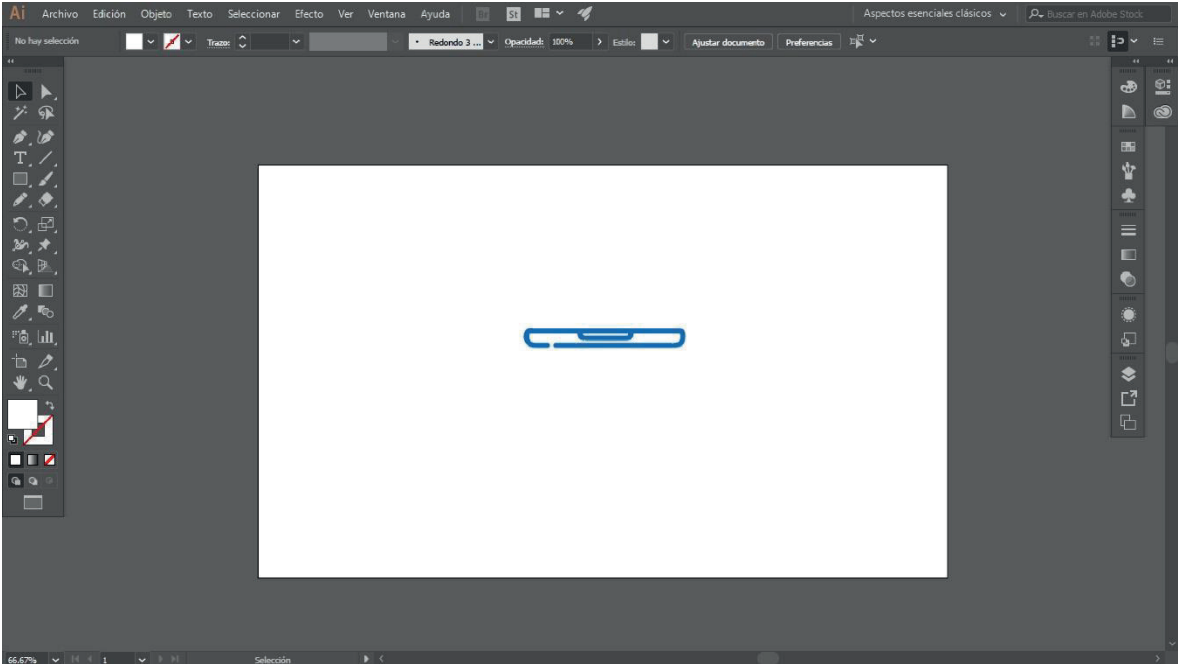 Ai Archivo Edición Objeto Texto Seleccionar Efecto Ver Ventana Ayuda Br St Aspectos esenciales clásicos Buscar en Adobe Stock
No hay selección Trazo: Redondo 3 ... Opacidad: 100% Estilo: Ajustar documento Preferencias
66.67% 1 Selección